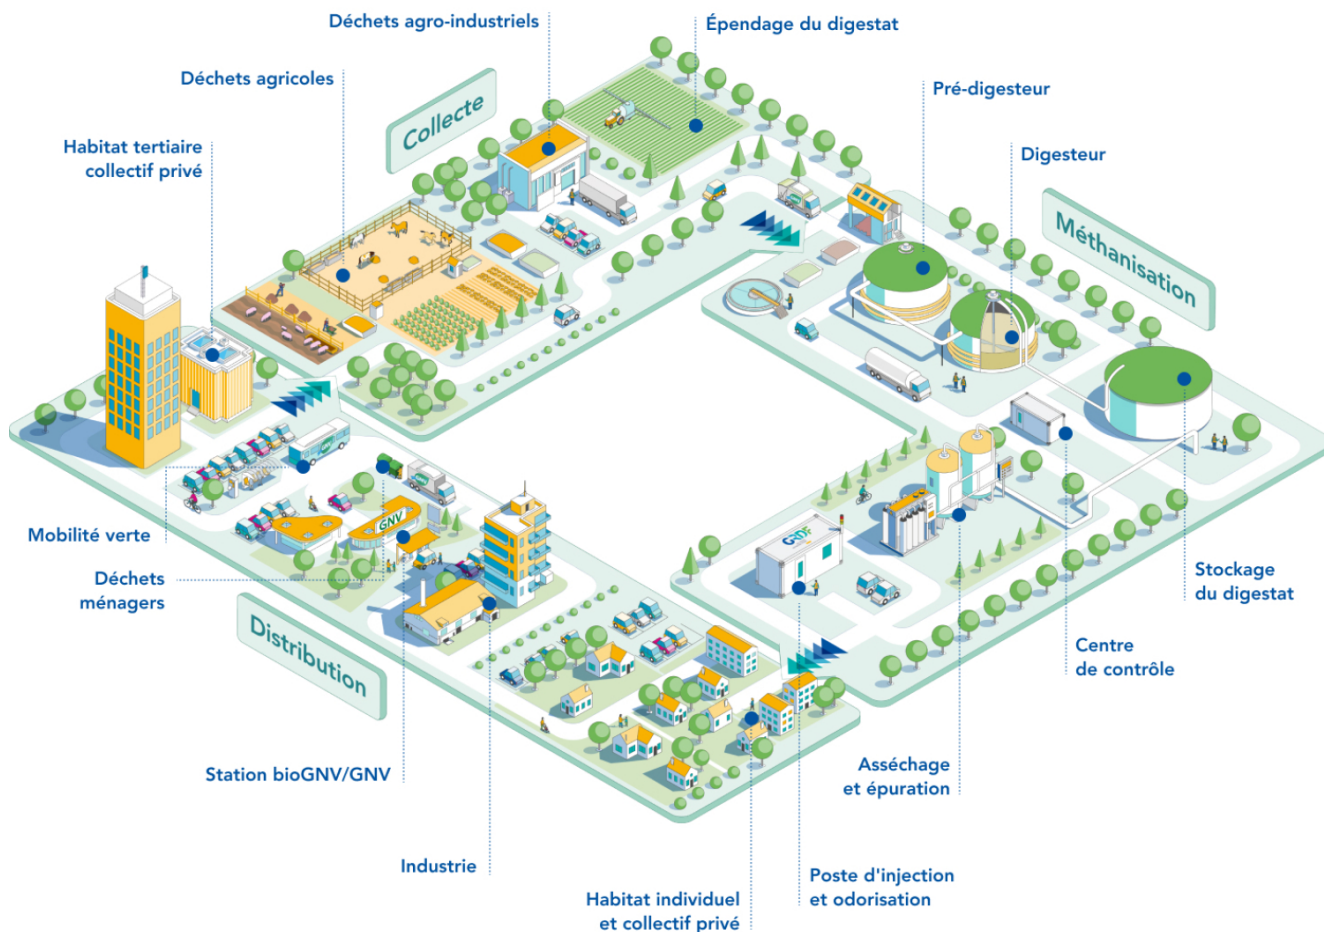 Déchets agro-industriels
Épendage du digestat
Déchets agricoles
Collecte
Pré-digesteur
Habitat tertiaire
collectif privé
Digesteur
Méthanisation
GNV
Mobilité verte
Déchets
ménagers
GRDF
Stockage
du digestat
Distribution
Centre
de contrôle
Station bioGNV/GNV
Asséchage
et épuration
Industrie
Poste d'injection
et odorisation
Habitat individuel
et collectif privé